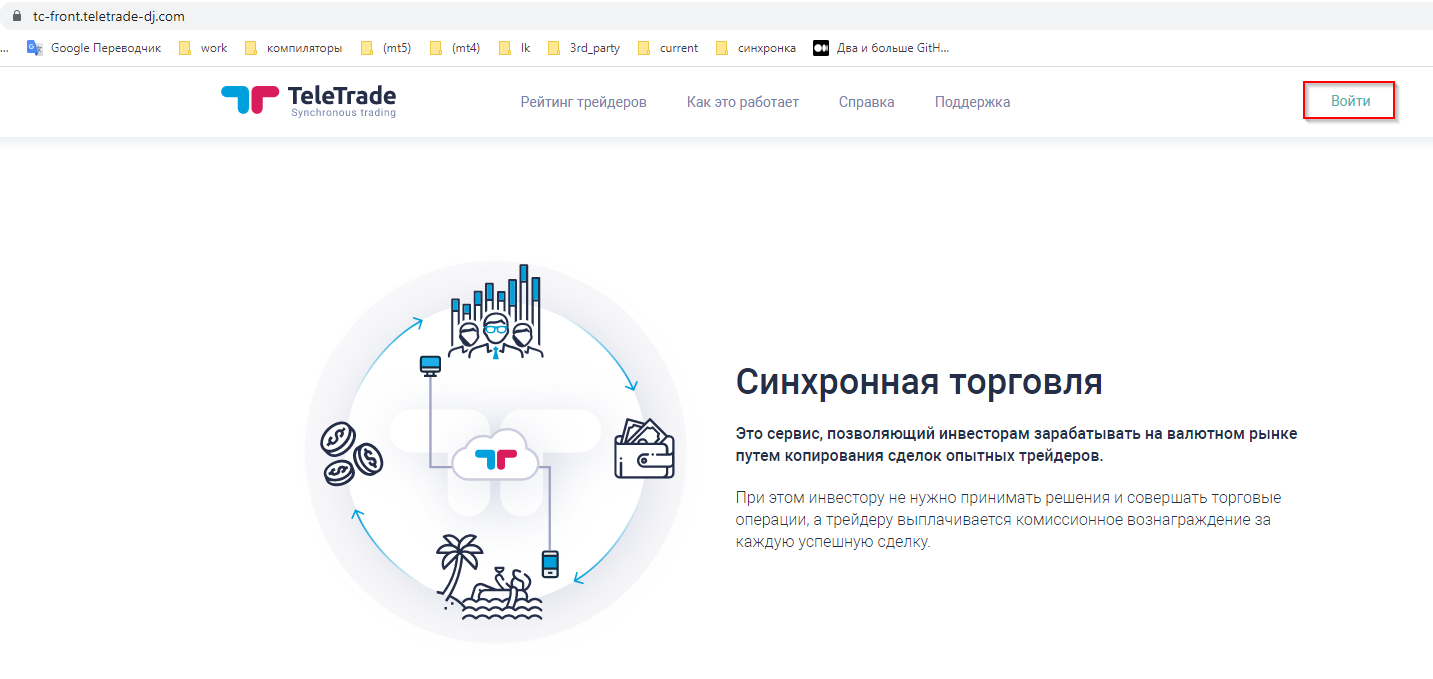 tc-front.teletrade-dj.com
... Google Переводчик work компиляторы (mt5) (mt4) lk 3rd_party current синхронка Два и больше GitH...
TeleTrade
Synchronous trading
Рейтинг трейдеров Как это работает Справка Поддержка Войти
Синхронная торговля
Это сервис, позволяющий инвесторам зарабатывать на валютном рынке
путем копирования сделок опытных трейдеров.
При этом инвестору не нужно принимать решения и совершать торговые
операции, а трейдеру выплачивается комиссионное вознаграждение за
каждую успешную сделку.